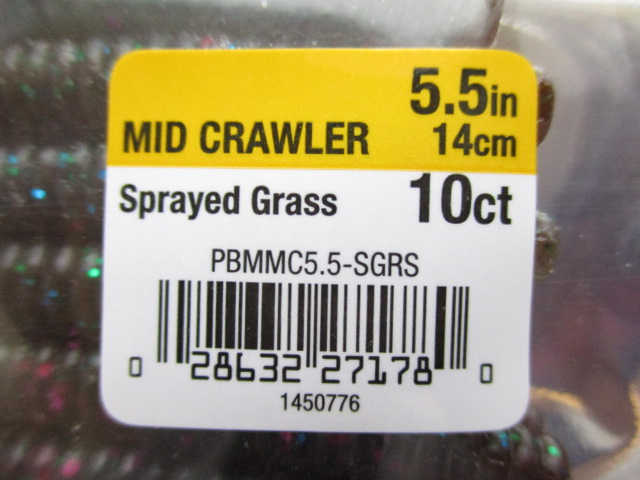 5.5in
MID CRAWLER 14cm
Sprayed Grass 10ct
PBMMC5.5-SGRS
0 28632 27178 0
1450776